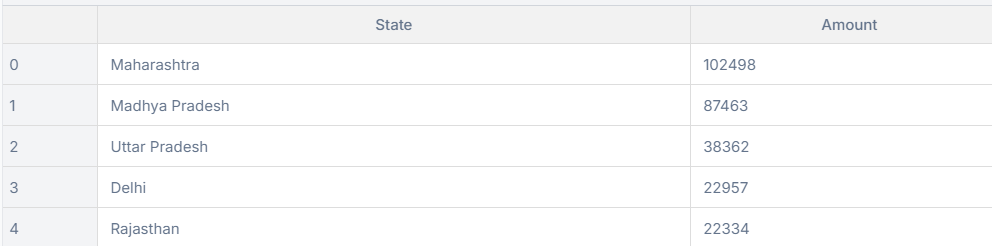 State Amount
0 Maharashtra 102498
1 Madhya Pradesh 87463
2 Uttar Pradesh 38362
3 Delhi 22957
4 Rajasthan 22334